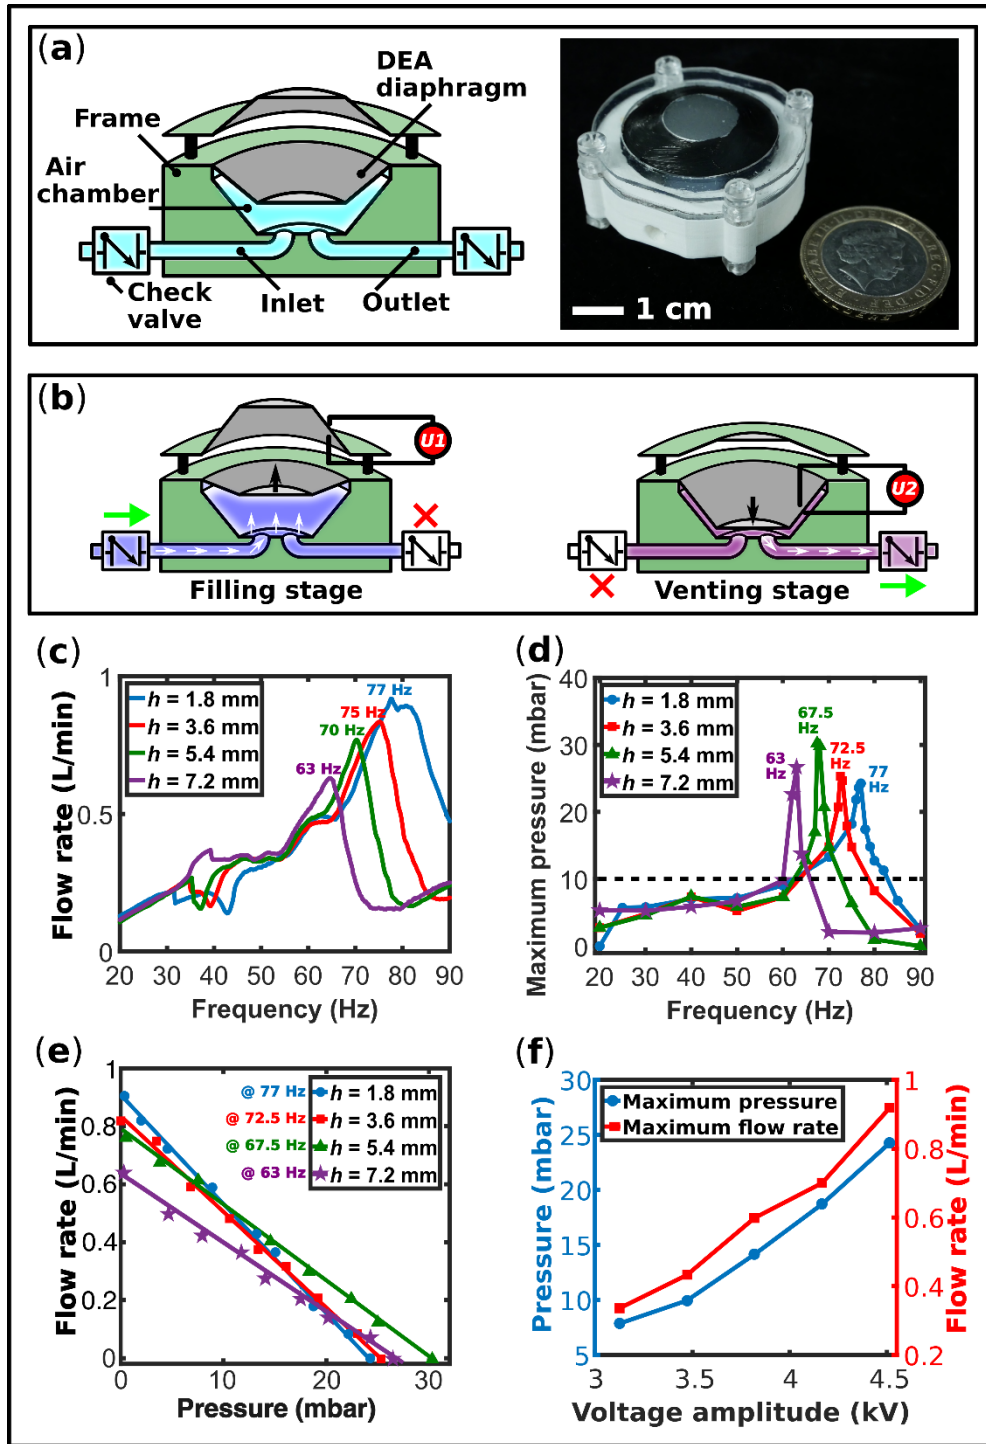 (a)
DEA
diaphragm
Frame
Air
chamber
Check
valve
Inlet
Outlet
1 cm
(b)
U1
U2
Filling stage
Venting stage
(c)
Flow rate (L/min)
1
0.5
0
h = 1.8 mm
h = 3.6 mm
h = 5.4 mm
h = 7.2 mm
77 Hz
75 Hz
70 Hz
63 Hz
20 30 40 50 60 70 80 90
Frequency (Hz)
(d)
Maximum pressure (mbar)
40
30
20
10
0
h = 1.8 mm
h = 3.6 mm
h = 5.4 mm
h = 7.2 mm
67.5
Hz
63
Hz
72.5
Hz
77
Hz
20 30 40 50 60 70 80 90
Frequency (Hz)
(e)
Flow rate (L/min)
1
0.8
0.6
0.4
0.2
0
@ 77 Hz h = 1.8 mm
@ 72.5 Hz h = 3.6 mm
@ 67.5 Hz h = 5.4 mm
@ 63 Hz h = 7.2 mm
0 10 20 30
Pressure (mbar)
(f)
Pressure (mbar)
30
25
20
15
10
5
Maximum pressure
Maximum flow rate
1
0.8
0.6
0.4
0.2
Flow rate (L/min)
3 3.5 4 4.5
Voltage amplitude (kV)